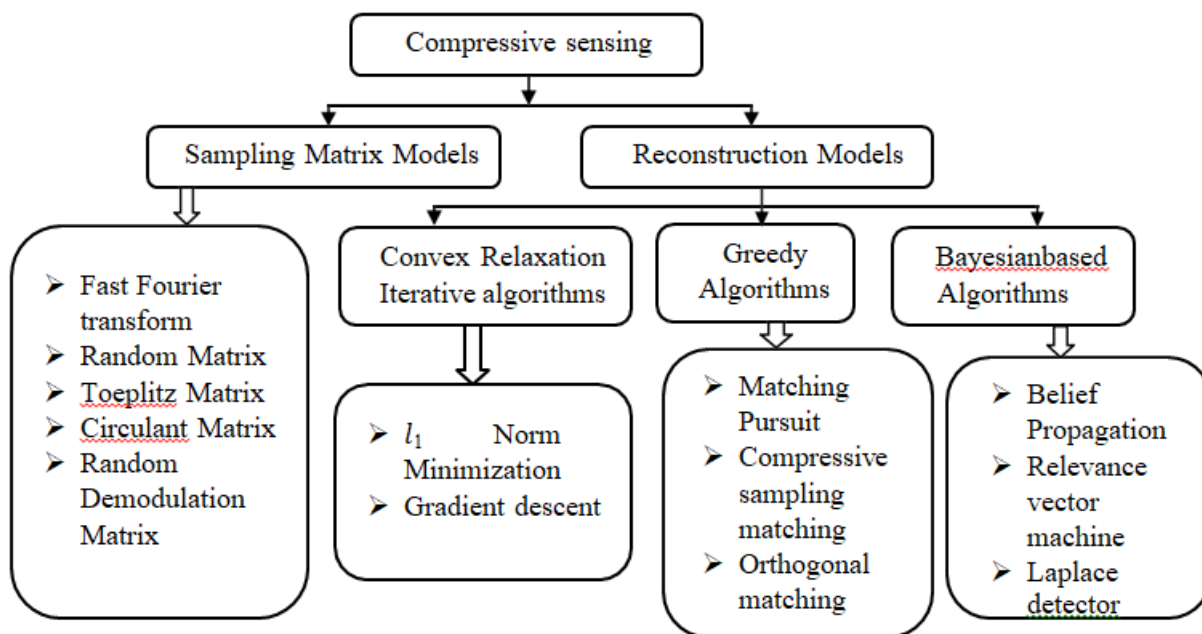 Compressive sensing
Sampling Matrix Models
Reconstruction Models
Convex Relaxation
Iterative algorithms
Greedy
Algorithms
Bayesianbased
Algorithms
➢ Fast Fourier
transform
➢ Random Matrix
➢ Toeplitz Matrix
➢ Circulant Matrix
➢ Random
Demodulation
Matrix
➢ l₁ Norm
Minimization
➢ Gradient descent
➢ Matching
Pursuit
➢ Compressive
sampling
matching
➢ Orthogonal
matching
➢ Belief
Propagation
➢ Relevance
vector
machine
➢ Laplace
detector